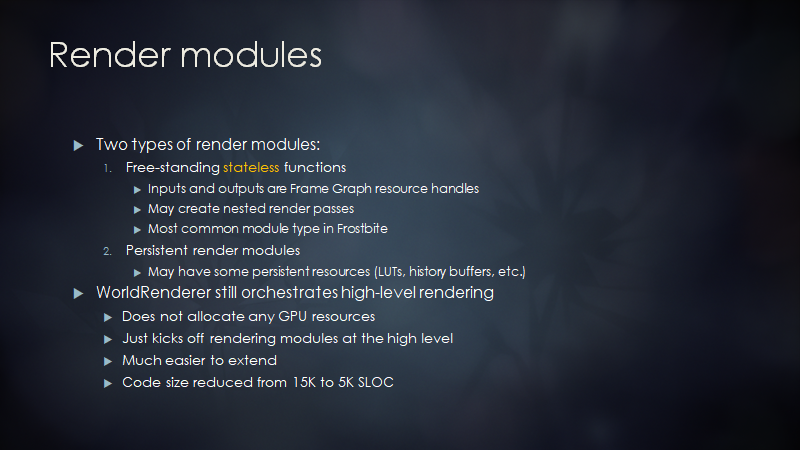 Render modules
Two types of render modules:
1. Free-standing stateless functions
Inputs and outputs are Frame Graph resource handles
May create nested render passes
Most common module type in Frostbite
2. Persistent render modules
May have some persistent resources (LUTs, history buffers, etc.)
WorldRenderer still orchestrates high-level rendering
Does not allocate any GPU resources
Just kicks off rendering modules at the high level
Much easier to extend
Code size reduced from 15K to 5K SLOC